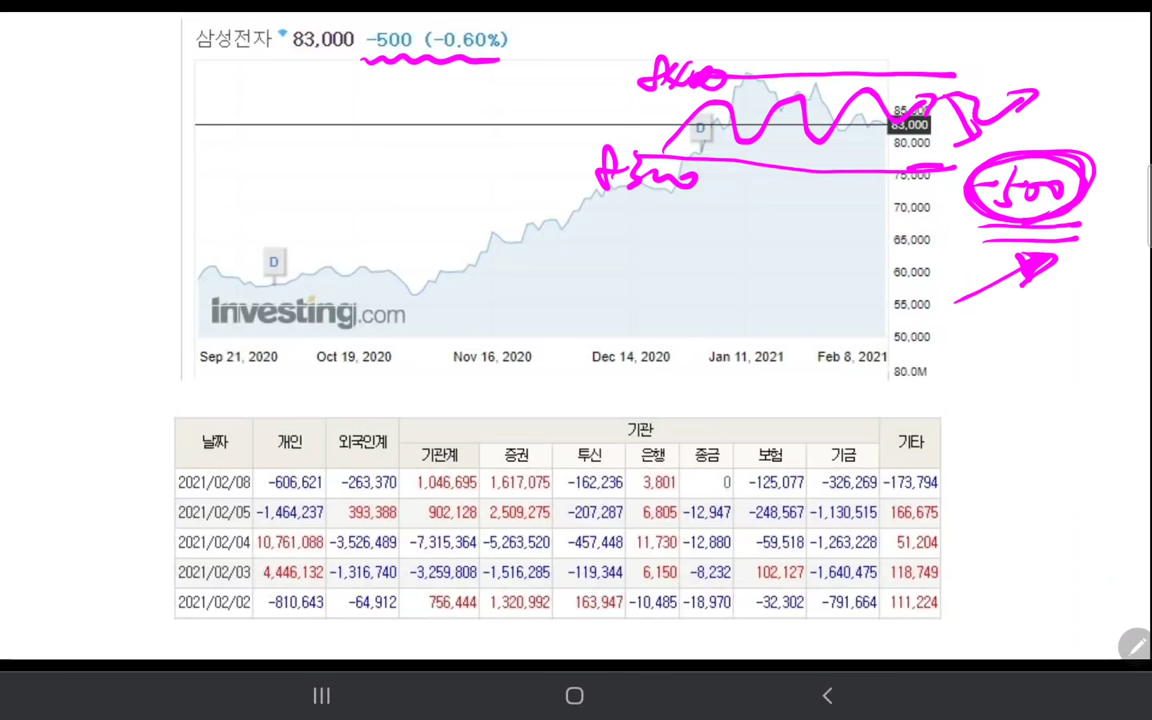 삼성전자 83,000 -500 (-0.60%)
D
85,000
83,000
80,000
75,000
70,000
65,000
D
60,000
55,000
50,000
-500
Investing.com
Sep 21, 2020 Oct 19, 2020 Nov 16, 2020 Dec 14, 2020 Jan 11, 2021 Feb 8, 2021
80.0M
날짜 개인 외국인계 기관 기타
기관계 증권 투신 은행 종금 보험 기금
2021/02/08 -606,621 -263,370 1,046,695 1,617,075 -162,236 3,801 0 -125,077 -326,269 -173,794
2021/02/05 -1,464,237 393,388 902,128 2,509,275 -207,287 6,805 -12,947 -248,567 -1,130,515 166,675
2021/02/04 10,761,088 -3,526,489 -7,315,364 -5,263,520 -457,448 11,730 -12,880 -59,518 -1,263,228 51,204
2021/02/03 4,446,132 -1,316,740 -3,259,808 -1,516,285 -119,344 6,150 -8,232 102,127 -1,640,475 118,749
2021/02/02 -810,643 -64,912 756,444 1,320,992 163,947 -10,485 -18,970 -32,302 -791,664 111,224